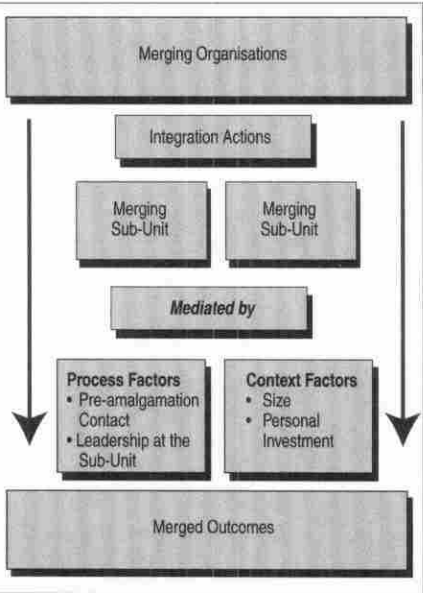 Merging Organisations
Integration Actions
Merging
Sub-Unit
Merging
Sub-Unit
Mediated by
Process Factors
• Pre-amalgamation
Contact
• Leadership at the
Sub-Unit
Context Factors
• Size
• Personal
Investment
Merged Outcomes